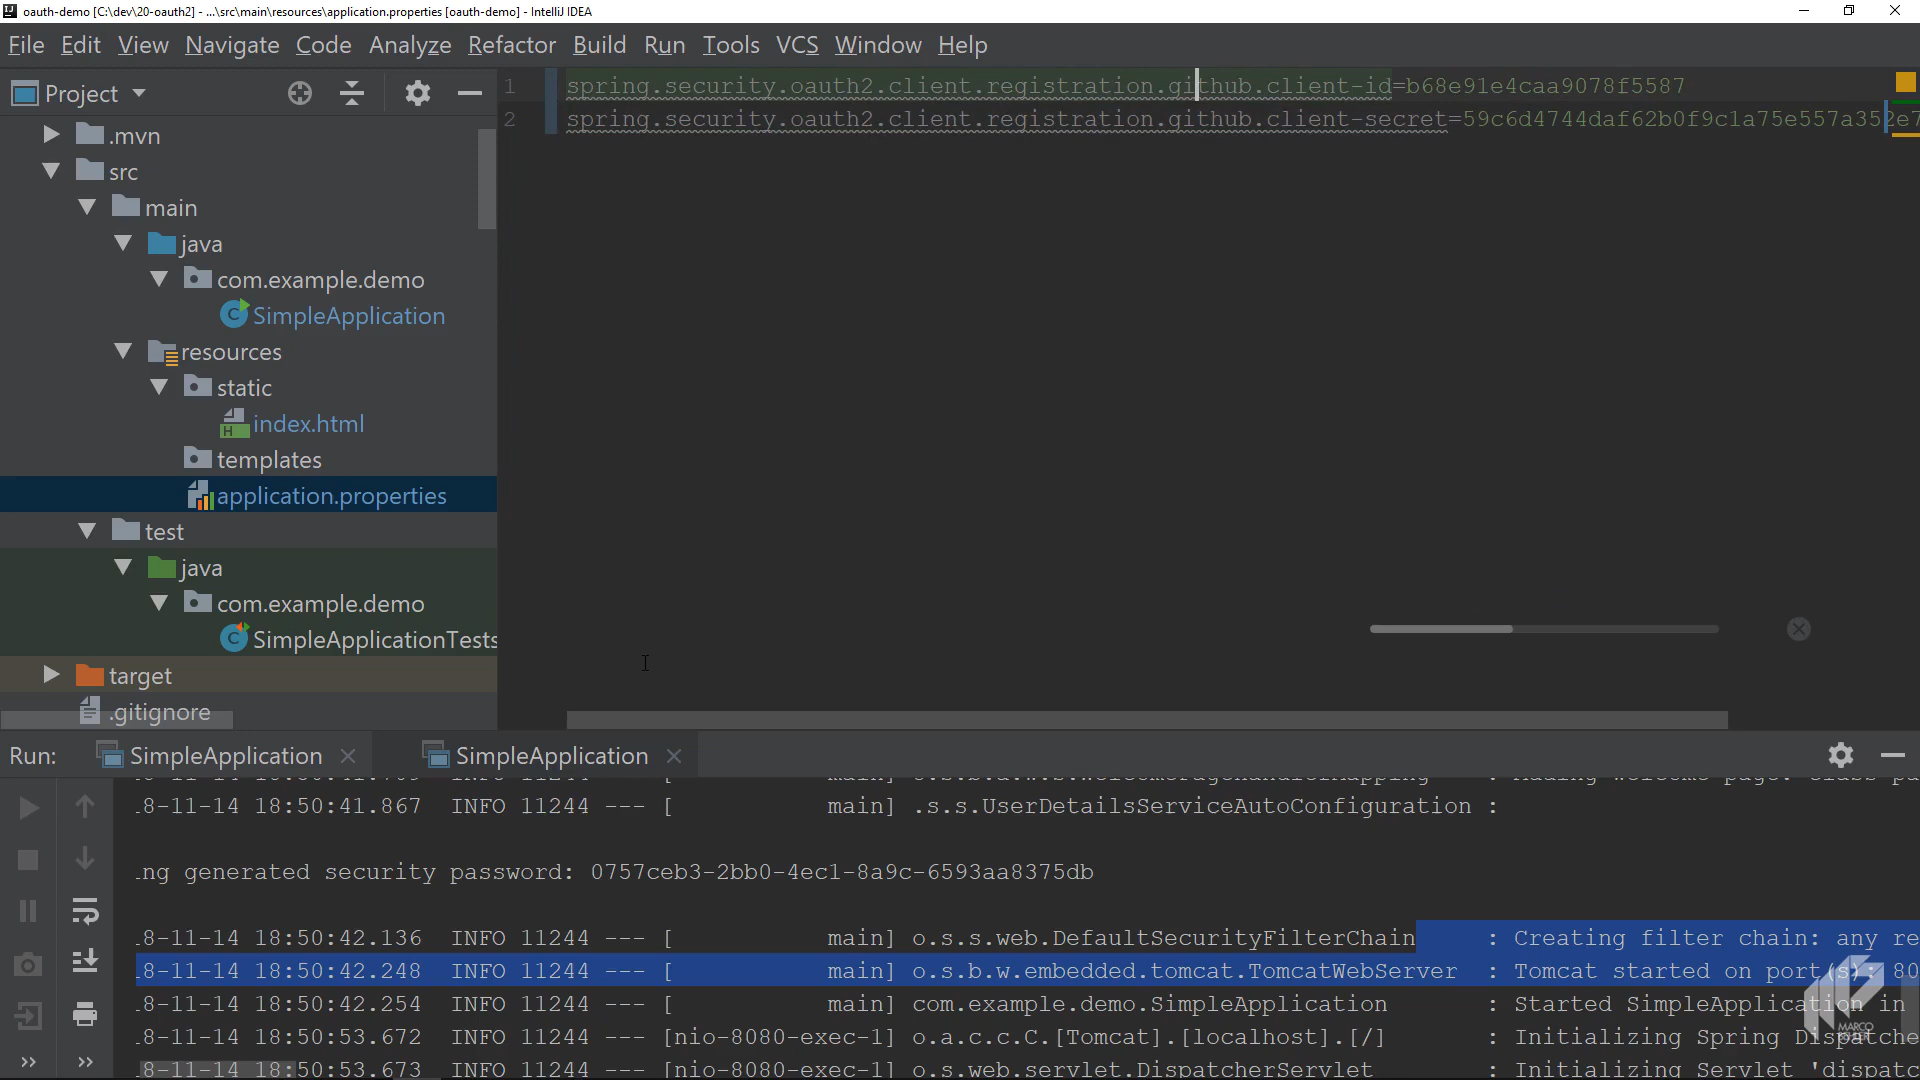 oauth-demo [C:\dev\20-oauth2] - ...\src\main\resources\application.properties [oauth-demo] - IntelliJ IDEA
File Edit View Navigate Code Analyze Refactor Build Run Tools VCS Window Help
Project
.mvn
src
main
java
com.example.demo
SimpleApplication
resources
static
index.html
templates
application.properties
test
java
com.example.demo
SimpleApplicationTests
target
.gitignore
1 spring.security.oauth2.client.registration.github.client-id=b68e91e4caa9078f5587
2 spring.security.oauth2.client.registration.github.client-secret=59c6d4744daf62b0f9c1a75e557a352e7
Run: SimpleApplication SimpleApplication
8-11-14 18:50:41.867 INFO 11244 --- [ main] .s.s.UserDetailsServiceAutoConfiguration :
ng generated security password: 0757ceb3-2bb0-4ec1-8a9c-6593aa8375db
8-11-14 18:50:42.136 INFO 11244 --- [ main] o.s.s.web.DefaultSecurityFilterChain : Creating filter chain: any re
8-11-14 18:50:42.248 INFO 11244 --- [ main] o.s.b.w.embedded.tomcat.TomcatWebServer : Tomcat started on port(s): 80
8-11-14 18:50:42.254 INFO 11244 --- [ main] com.example.demo.SimpleApplication : Started SimpleApplication in
8-11-14 18:50:53.672 INFO 11244 --- [nio-8080-exec-1] o.a.c.c.C.[Tomcat].[localhost].[/] : Initializing Spring Dispatche
8-11-14 18:50:53.673 INFO 11244 --- [nio-8080-exec-1] o.s.web.servlet.DispatcherServlet : Initializing Servlet 'dispatc
MARCO